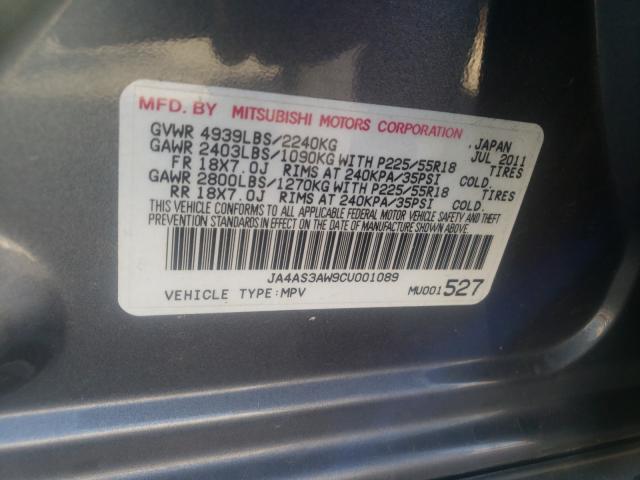 MFD. BY MITSUBISHI MOTORS CORPORATION
GVWR 4939LBS/2240KG JAPAN
GAWR 2403LBS/1090KG WITH P225/55R18 JUL 2011
FR 18X7.0J RIMS AT 240KPA/35PSI COLD. TIRES
GAWR 2800LBS/1270KG WITH P225/55R18 TIRES
RR 18X7.0J RIMS AT 240KPA/35PSI COLD.
THIS VEHICLE CONFORMS TO ALL APPLICABLE FEDERAL MOTOR VEHICLE SAFETY AND THEFT
PREVENTION STANDARDS IN EFFECT ON THE DATE OF MANUFACTURE SHOWN ABOVE.
JA4AS3AW9CU001089
VEHICLE TYPE:MPV MU001527